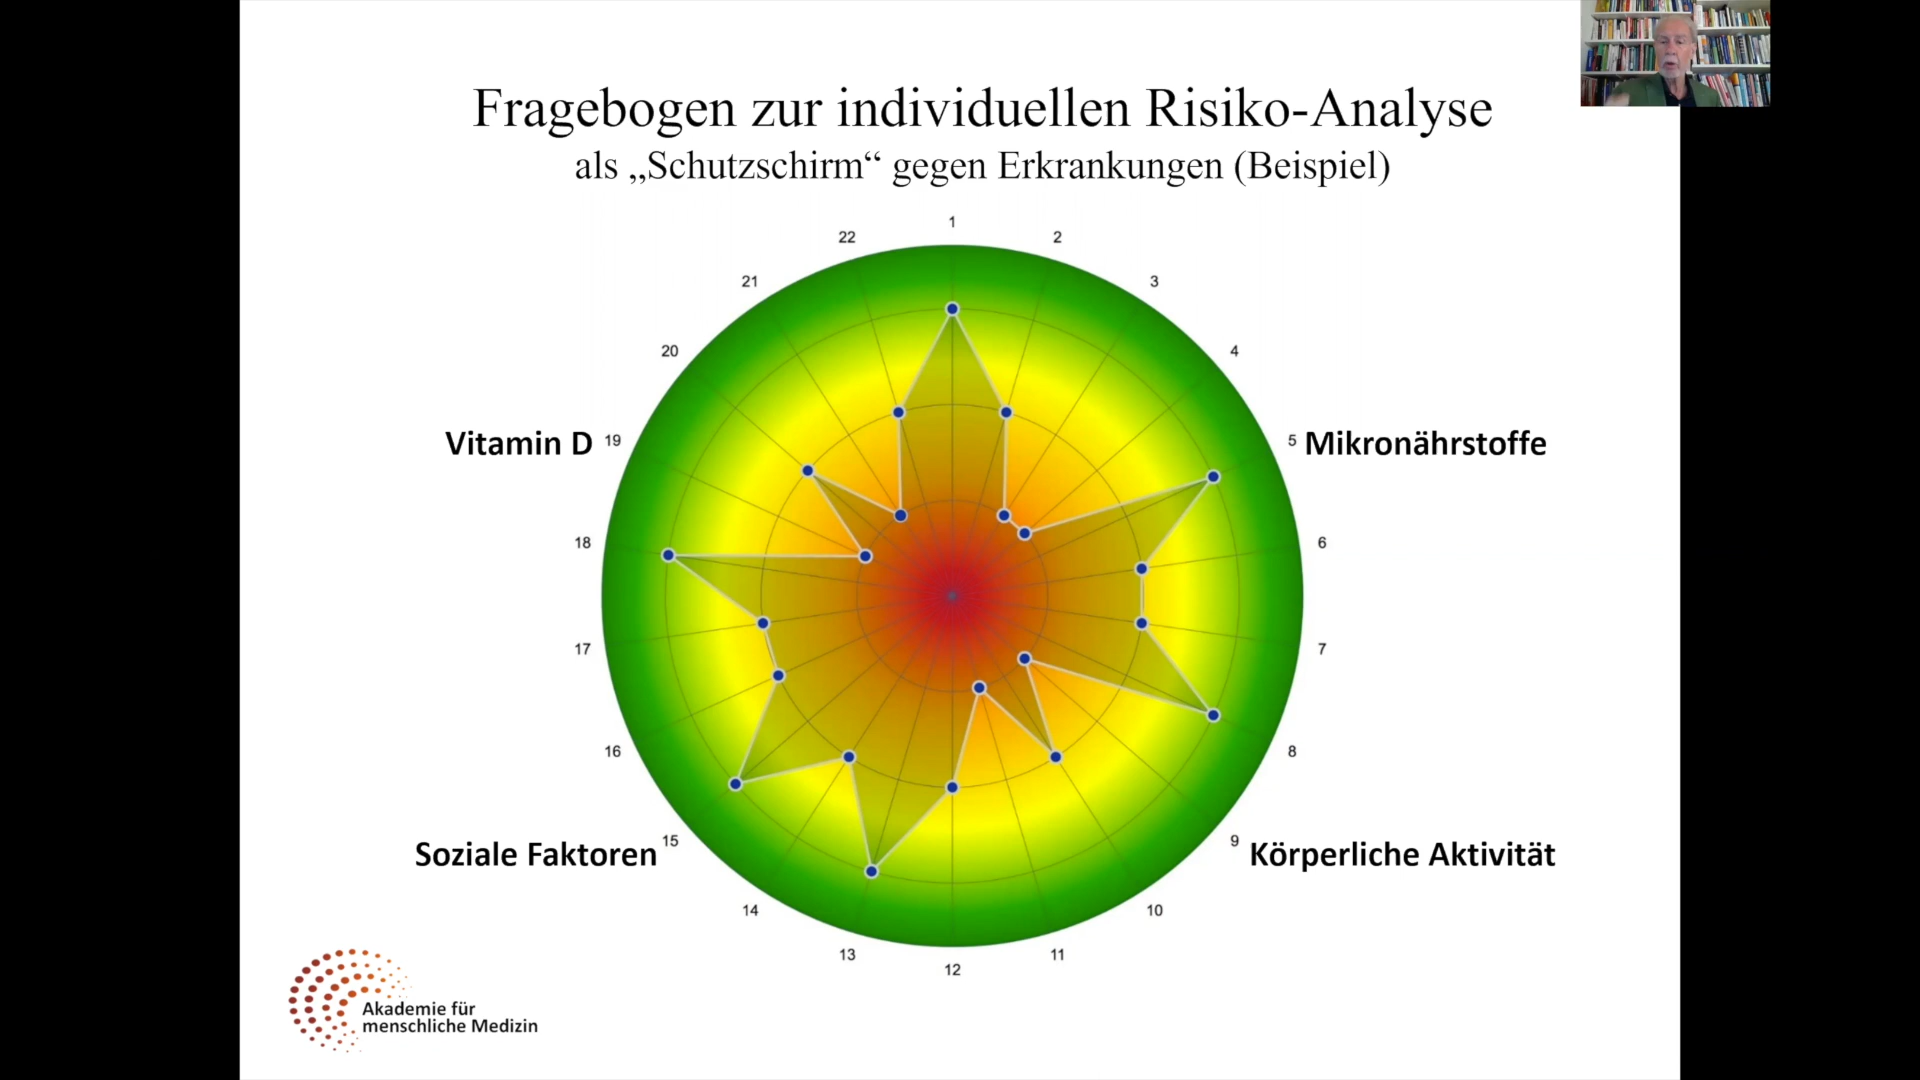 Fragebogen zur individuellen Risiko-Analyse
als „Schutzschirm“ gegen Erkrankungen (Beispiel)
1
22
2
21
3
20
4
Vitamin D 19
5 Mikronährstoffe
18
6
17
7
16
8
Soziale Faktoren 15
9 Körperliche Aktivität
14
10
13
11
12
Akademie für
menschliche Medizin